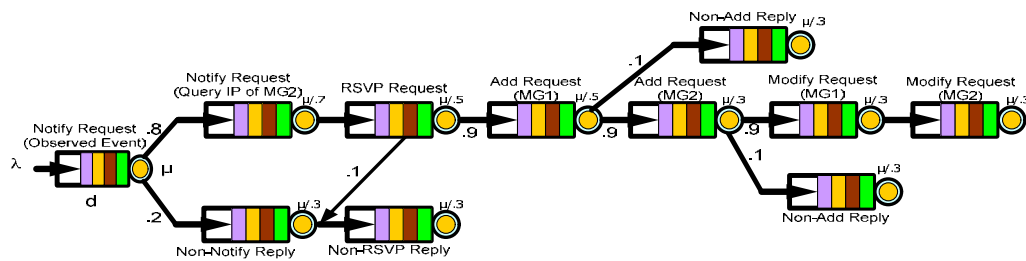 Non-Add Reply
μ/.3
.1
Notify Request
(Query IP of MG2)
μ/.7
RSVP Request
μ/.5
Add Request
(MG1)
μ/.5
Add Request
(MG2)
μ/.3
Modify Request
(MG1)
μ/.3
Modify Request
(MG2)
μ/.3
Notify Request
(Observed Event)
.8
.9
.9
.9
λ
μ
d
.1
.1
.2
μ/.3
μ/.3
μ/.3
Non-Notify Reply
Non-RSVP Reply
Non-Add Reply